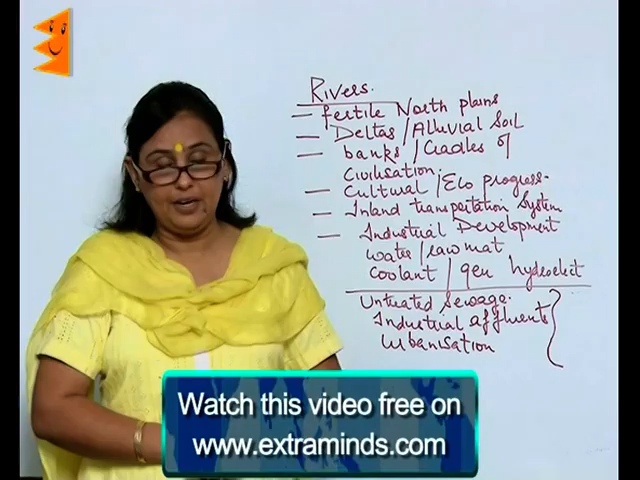 Rivers.
— fertile North plains
— Deltas / Alluvial Soil
— banks / Cradles of
Civilisation.
— Cultural / Eco progress.
— Inland transportation System
— Industrial Development
water / raw mat
coolant / gen hydroelect
Untreated Sewage.
Industrial affluents
Urbanisation
Watch this video free on
www.extraminds.com